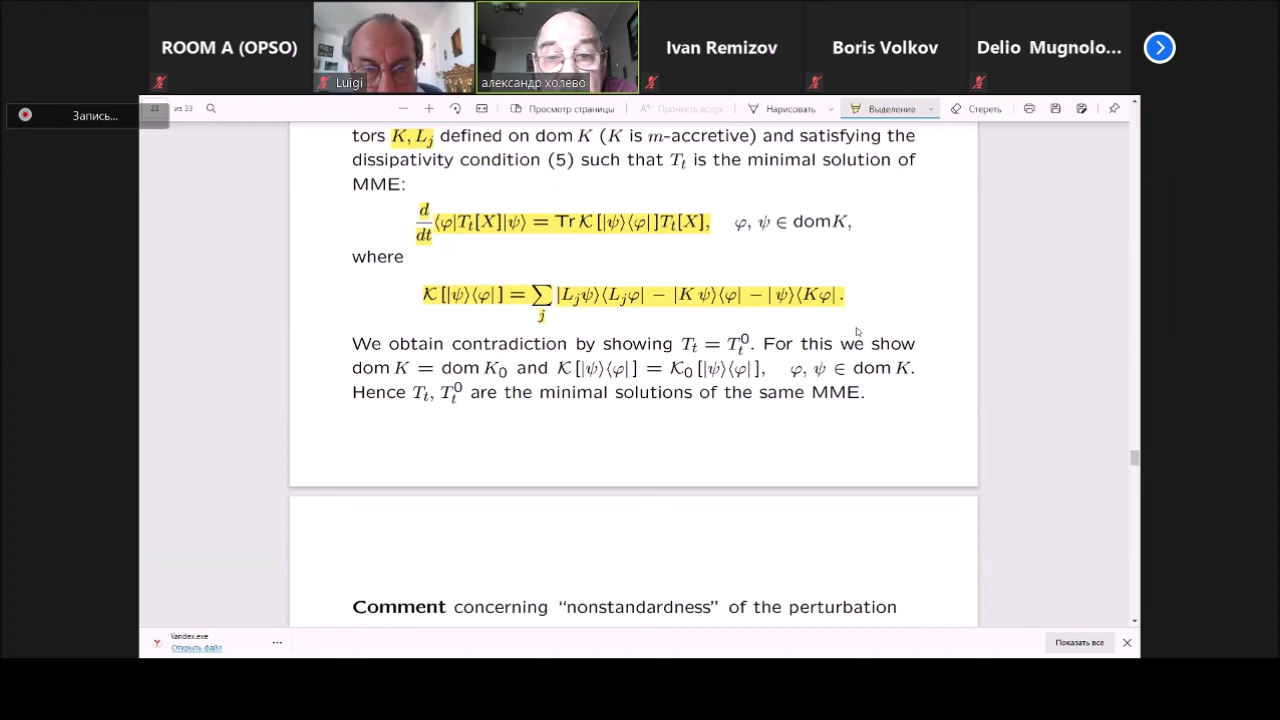 ROOM A (OPSO)
Luigi
александр холево
Ivan Remizov
Boris Volkov
Delio Mugnolo...
Запись...
23 из 33
Просмотр страницы
Прочесть вслух
Нарисовать
Выделение
Стереть
tors K, L_j defined on dom K (K is m-accretive) and satisfying the
dissipativity condition (5) such that T_t is the minimal solution of
MME:
d/dt ⟨φ|T_t[X]|ψ⟩ = Tr 𝒦[|ψ⟩⟨φ|]T_t[X], φ, ψ ∈ domK,
where
𝒦[|ψ⟩⟨φ|] = ∑_j |L_jψ⟩⟨L_jφ| − |Kψ⟩⟨φ| − |ψ⟩⟨Kφ|.
We obtain contradiction by showing T_t = T_t^0. For this we show
dom K = dom K_0 and 𝒦[|ψ⟩⟨φ|] = 𝒦_0[|ψ⟩⟨φ|], φ, ψ ∈ dom K.
Hence T_t, T_t^0 are the minimal solutions of the same MME.
Comment concerning “nonstandardness” of the perturbation
Yandex.exe
Открыть файл
Показать все